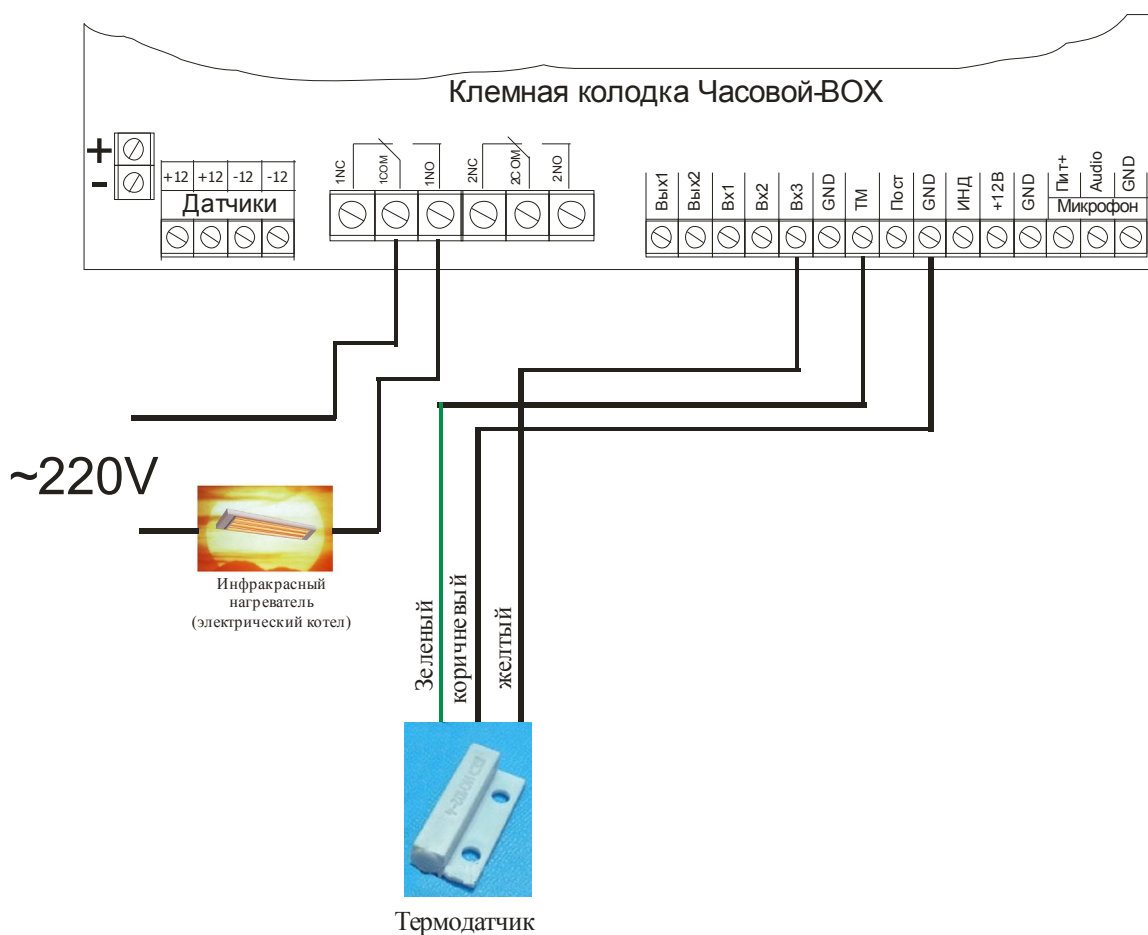 Клемная колодка Часовой-BOX
+
-
+12 +12 -12 -12
Датчики
1NC 1COM 1NO 2NC 2COM 2NO
Вых1 Вых2 Вх1 Вх2 Вх3 GND ТМ Пост GND ИНД +12В GND Пит+ Audio GND
Микрофон
~220V
Инфракрасный
нагреватель
(электрический котел)
Зеленый
коричневый
желтый
Термодатчик